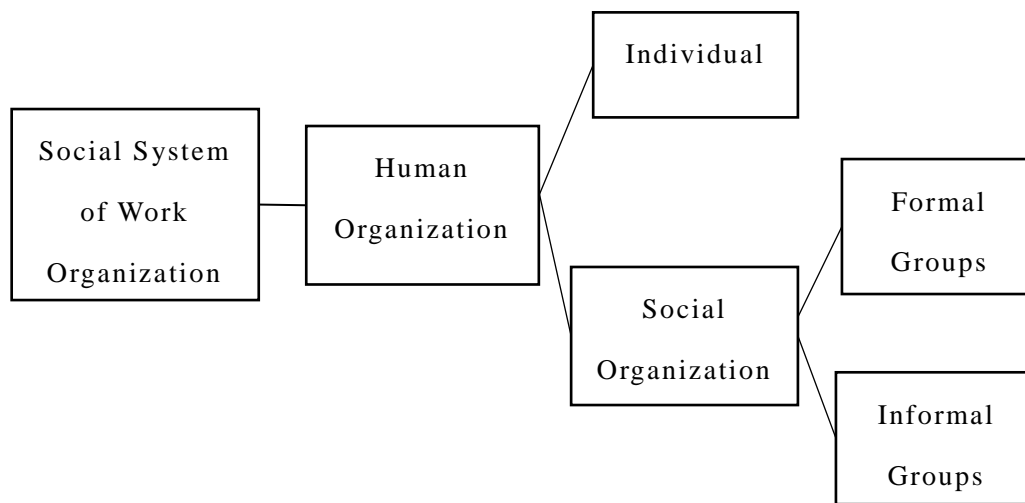 Social System
of Work
Organization
Human
Organization
Individual
Social
Organization
Formal
Groups
Informal
Groups